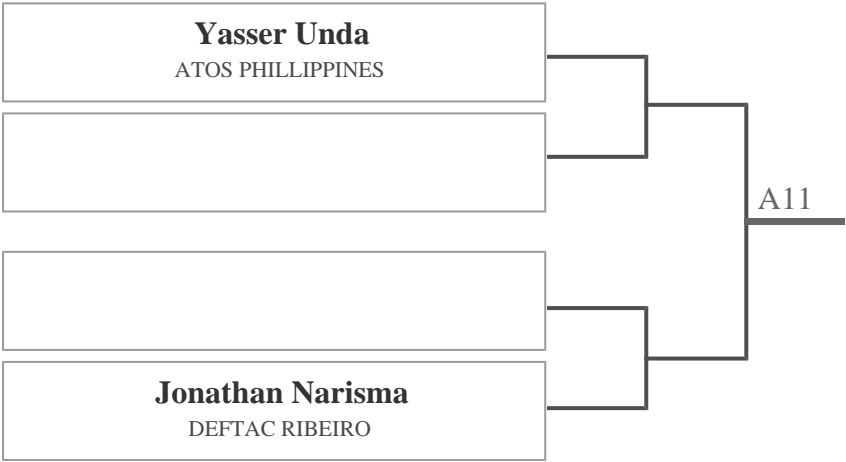 Yasser Unda
ATOS PHILLIPPINES
A11
Jonathan Narisma
DEFTAC RIBEIRO